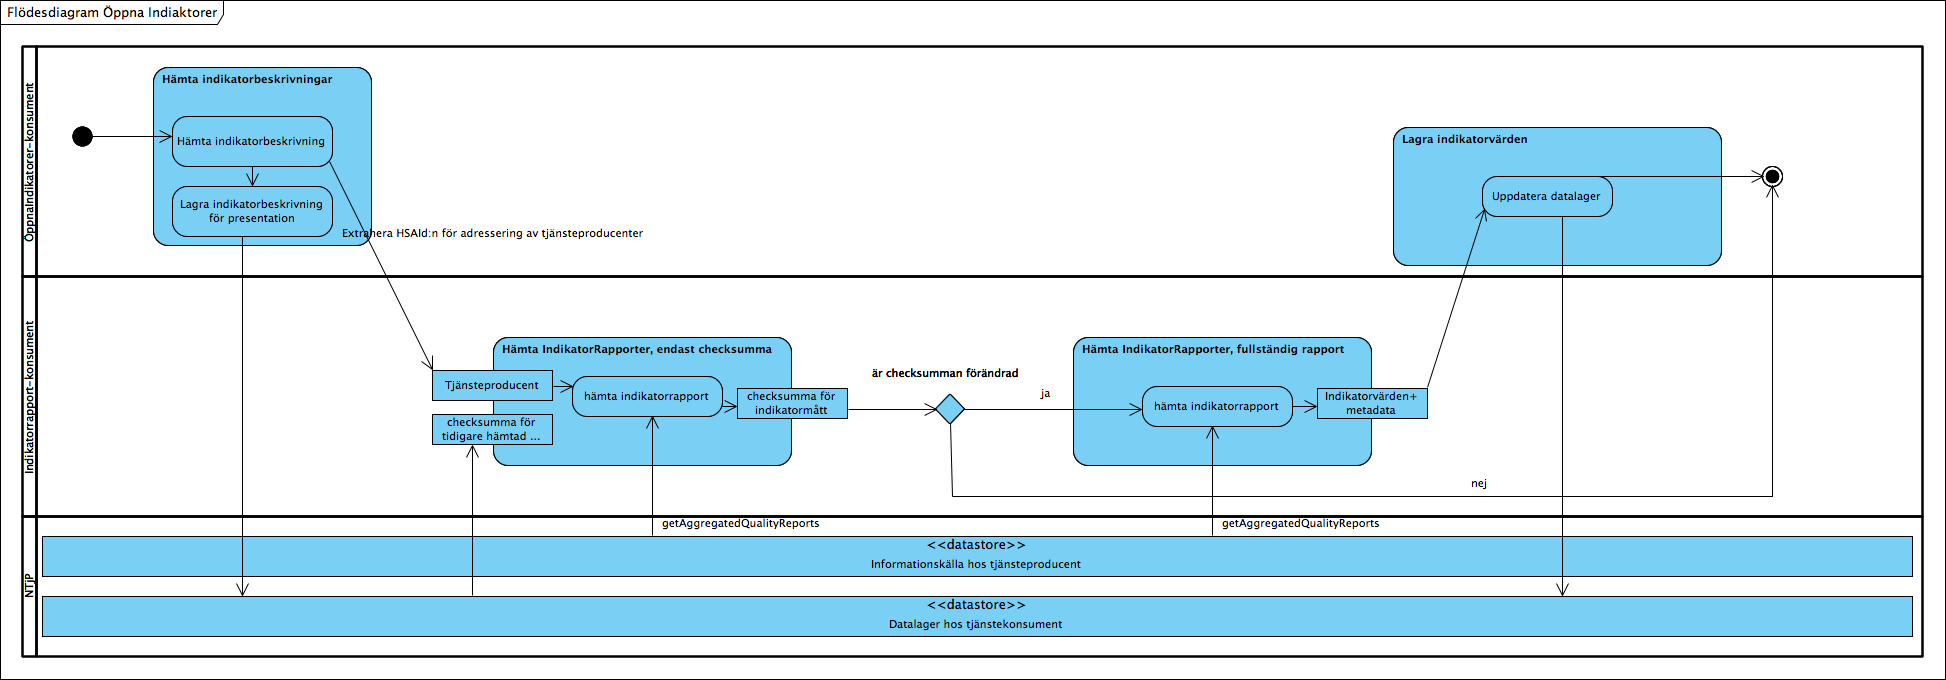 Flödesdiagram Öppna Indiaktorer
ÖppnaIndikatorer-konsument
Hämta indikatorbeskrivningar
Hämta indikatorbeskrivning
Lagra indikatorbeskrivning
för presentation
Extrahera HSAId:n för adressering av tjänsteproducenter
Lagra indikatorvärden
Uppdatera datalager
Indikatorrapport-konsument
Hämta IndikatorRapporter, endast checksumma
Tjänsteproducent
hämta indikatorrapport
checksumma för
tidigare hämtad ...
checksumma för
indikatormått
är checksumman förändrad
ja
nej
Hämta IndikatorRapporter, fullständig rapport
hämta indikatorrapport
Indikatorvärden+
metadata
NTjP
getAggregatedQualityReports
getAggregatedQualityReports
<<datastore>>
Informationskälla hos tjänsteproducent
<<datastore>>
Datalager hos tjänstekonsument